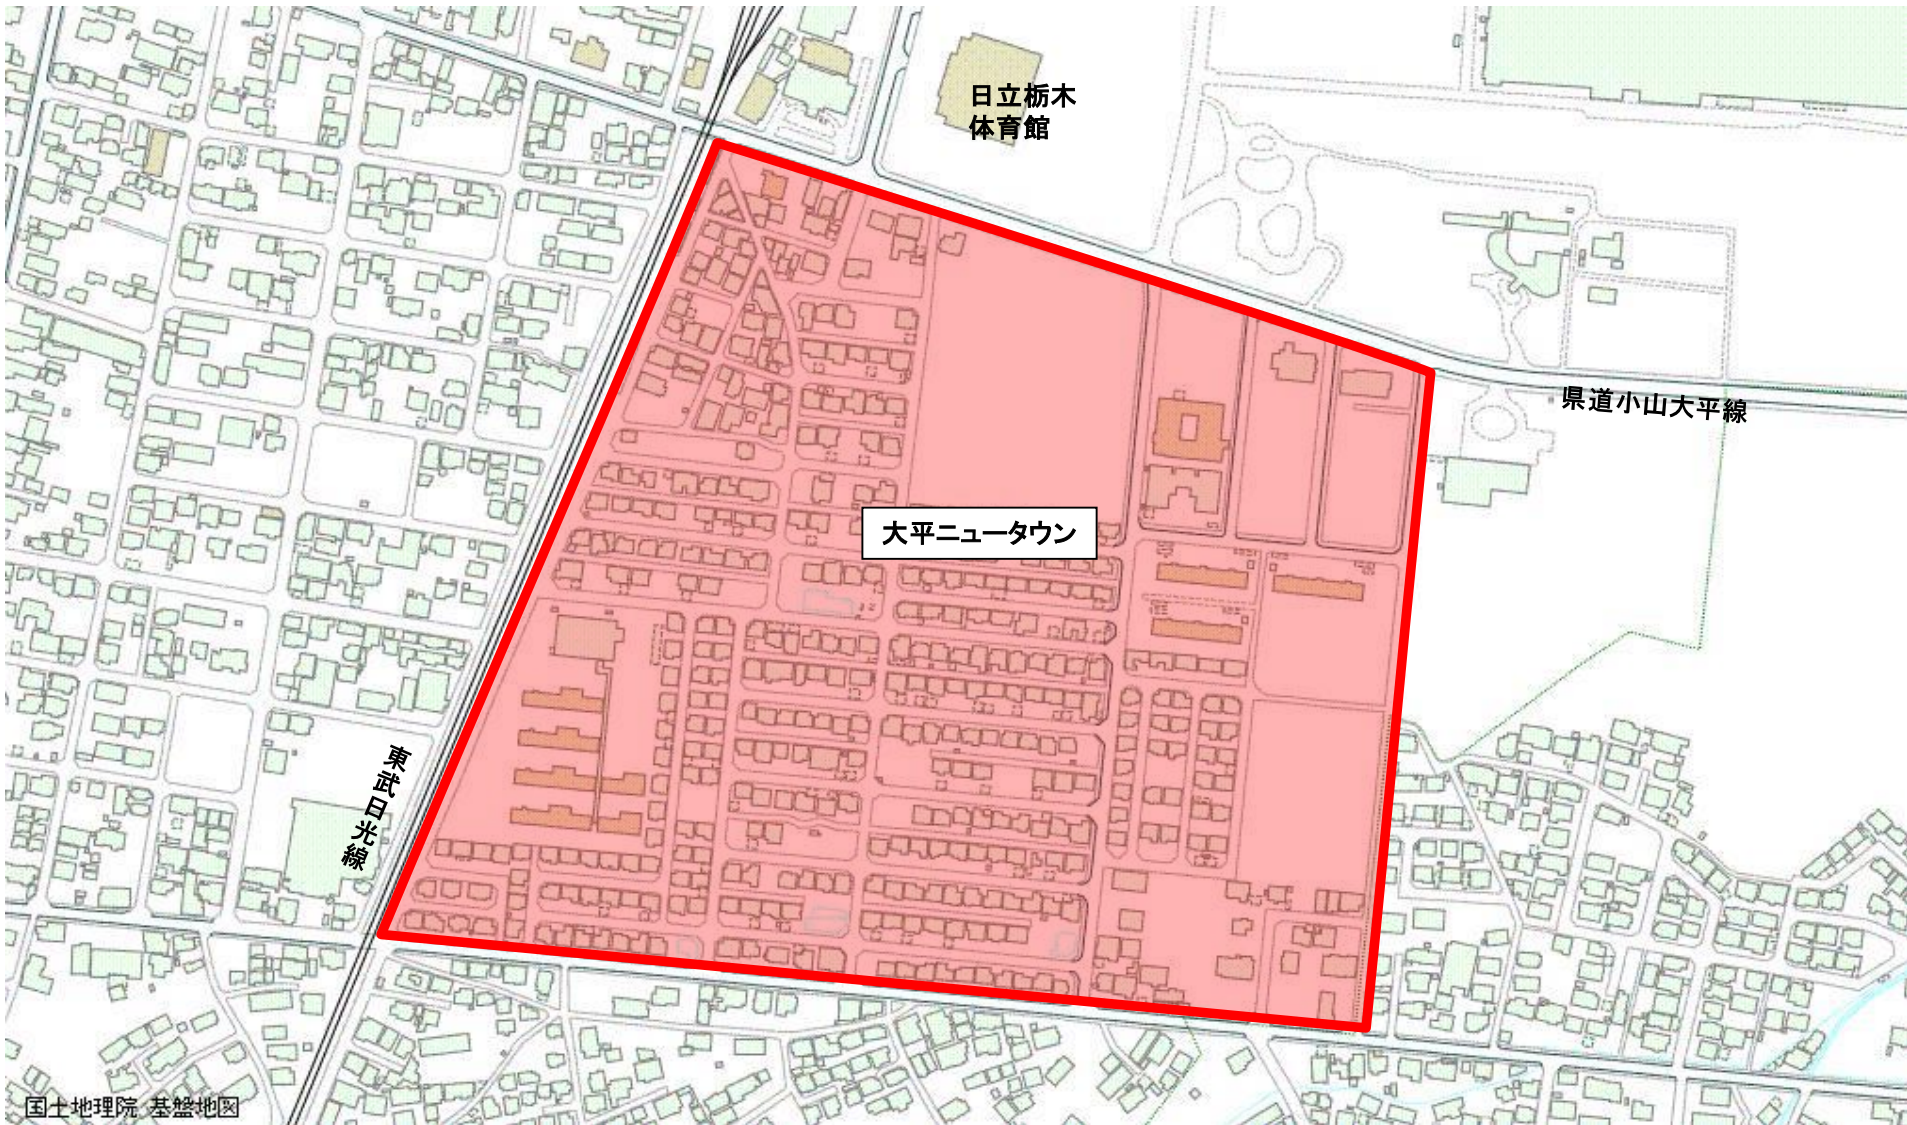 日立栃木
体育館
県道小山大平線
大平ニュータウン
東武日光線
国土地理院 基盤地図